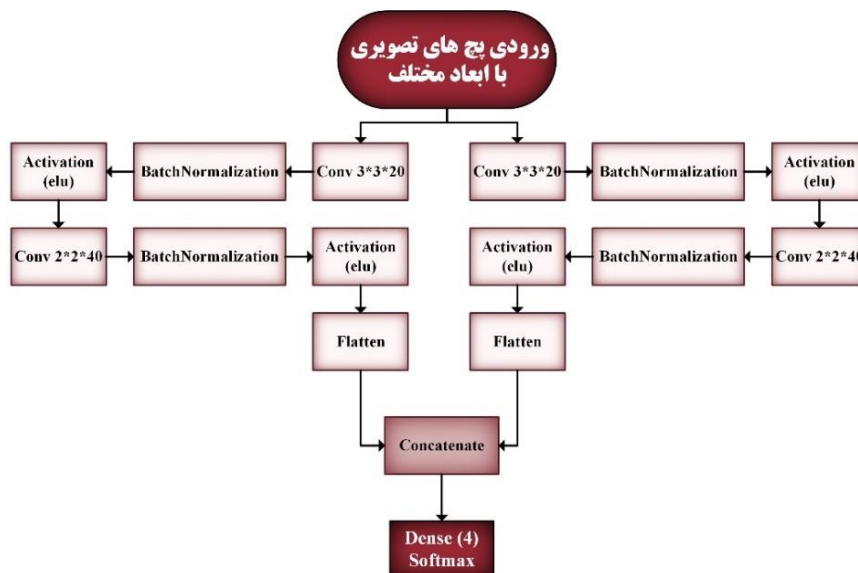 ورودی پچ های تصویری
با ابعاد مختلف
Activation
(elu)
BatchNormalization
Conv 3*3*20
Conv 3*3*20
BatchNormalization
Activation
(elu)
Conv 2*2*40
BatchNormalization
Activation
(elu)
Activation
(elu)
BatchNormalization
Conv 2*2*40
Flatten
Flatten
Concatenate
Dense (4)
Softmax